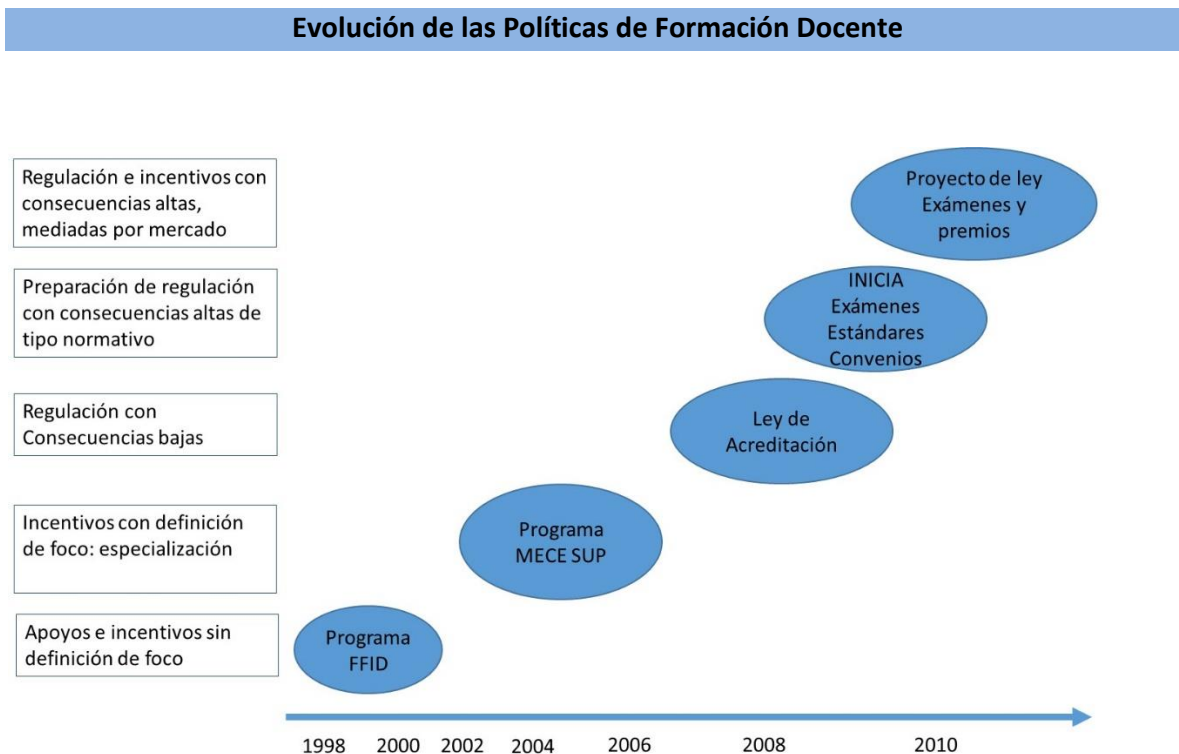 Evolución de las Políticas de Formación Docente
Regulación e incentivos con
consecuencias altas,
mediadas por mercado
Proyecto de ley
Exámenes y
premios
Preparación de regulación
con consecuencias altas de
tipo normativo
INICIA
Exámenes
Estándares
Convenios
Regulación con
Consecuencias bajas
Ley de
Acreditación
Incentivos con definición
de foco: especialización
Programa
MECE SUP
Apoyos e incentivos sin
definición de foco
Programa
FFID
1998 2000 2002 2004 2006 2008 2010